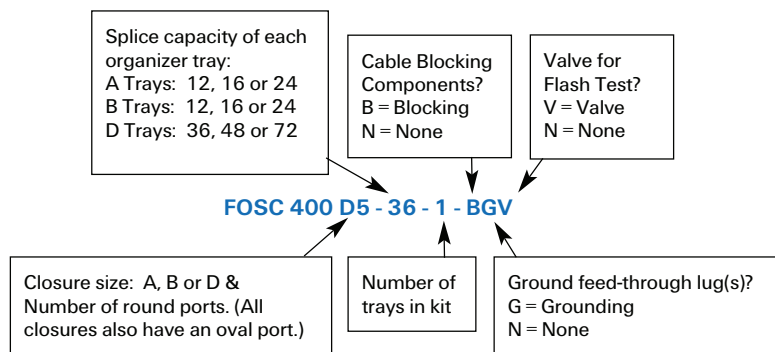 Splice capacity of each
organizer tray:
A Trays: 12, 16 or 24
B Trays: 12, 16 or 24
D Trays: 36, 48 or 72
Cable Blocking
Components?
B = Blocking
N = None
Valve for
Flash Test?
V = Valve
N = None
FOSC 400 D5 - 36 - 1 - BGV
Closure size: A, B or D &
Number of round ports. (All
closures also have an oval port.)
Number of
trays in kit
Ground feed-through lug(s)?
G = Grounding
N = None